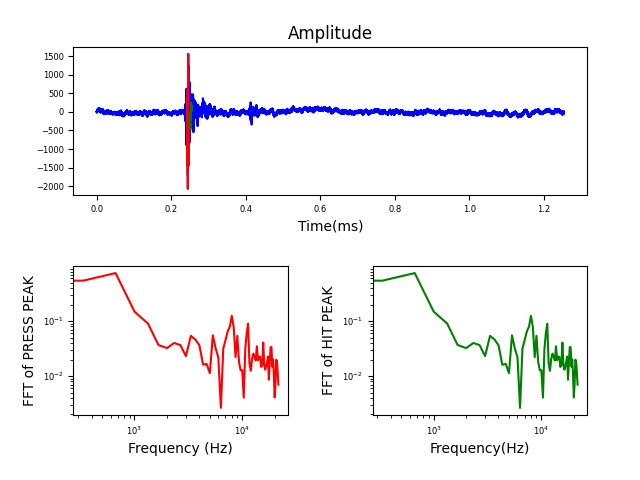 Amplitude
1500
1000
500
0
−500
−1000
−1500
−2000
0.0 0.2 0.4 0.6 0.8 1.0 1.2
Time(ms)
FFT of PRESS PEAK
10⁻¹
10⁻²
10³ 10⁴
Frequency (Hz)
FFT of HIT PEAK
10⁻¹
10⁻²
10³ 10⁴
Frequency(Hz)